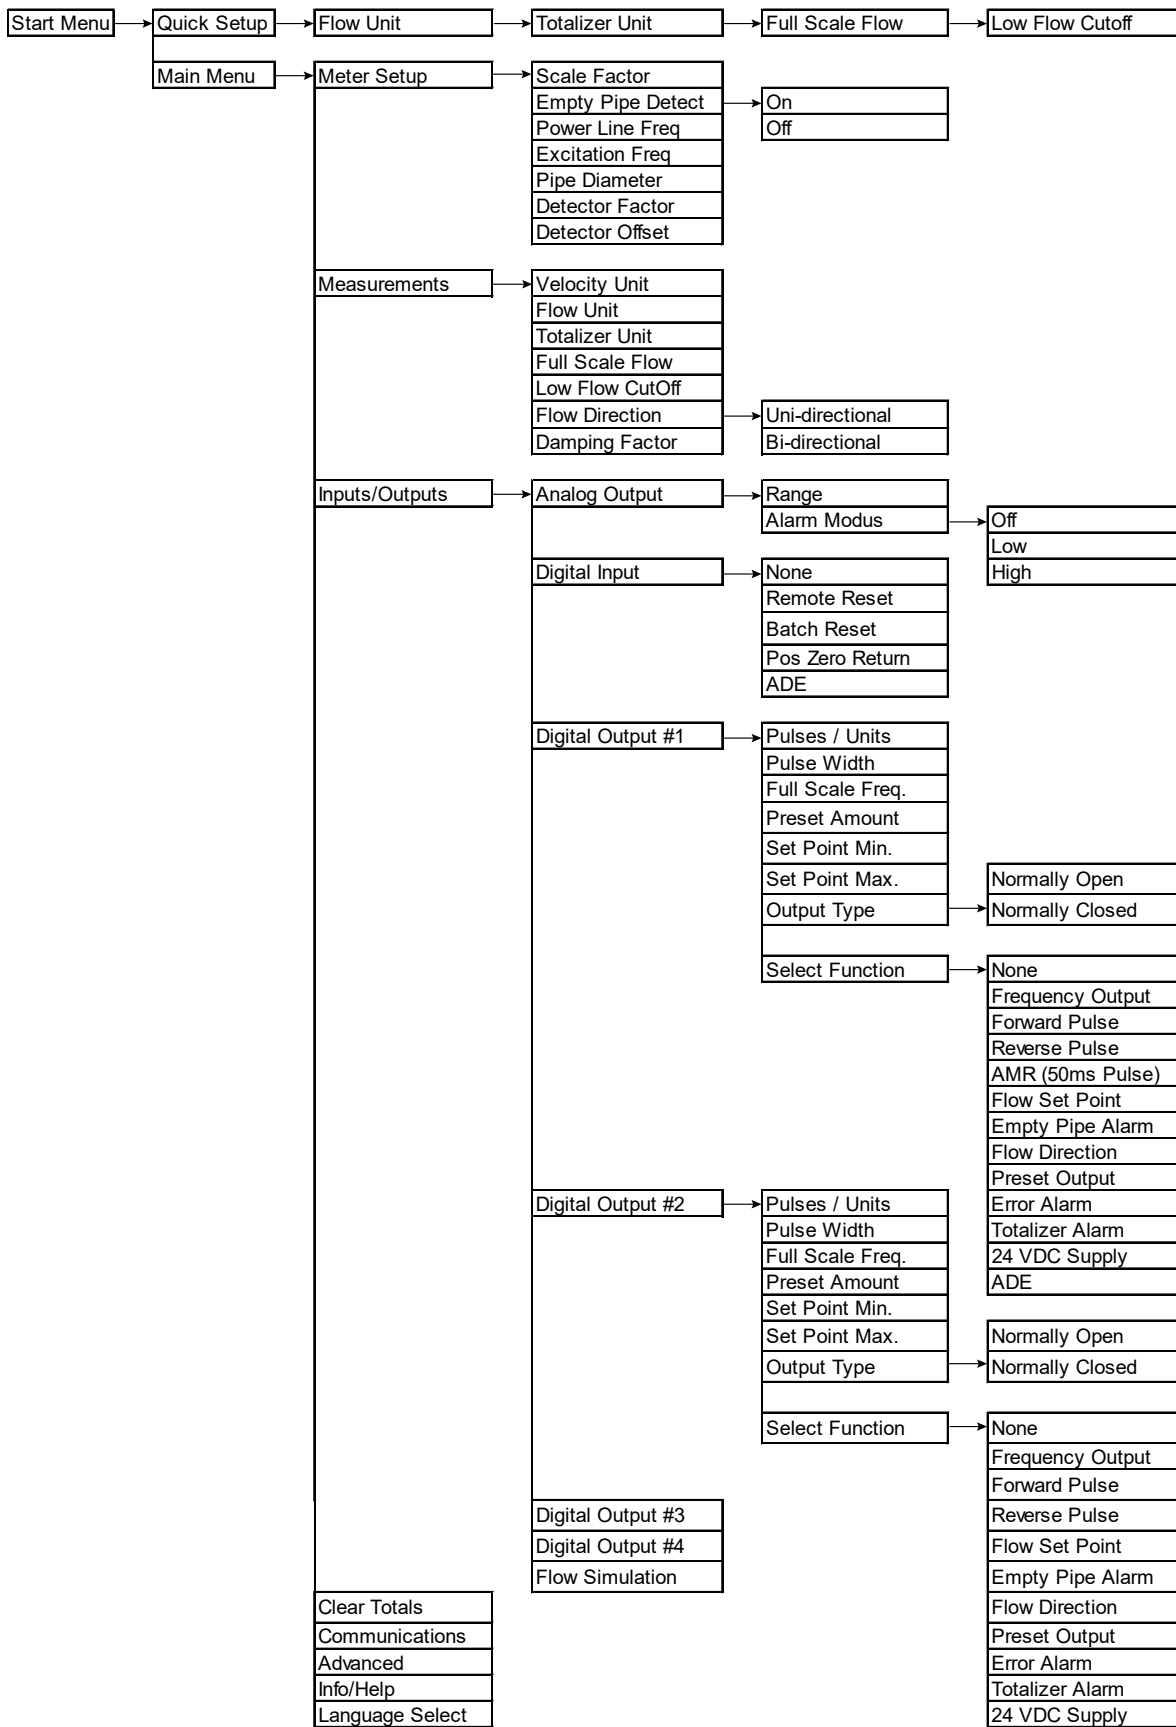 Start Menu
Quick Setup
Flow Unit
Totalizer Unit
Full Scale Flow
Low Flow Cutoff
Main Menu
Meter Setup
Scale Factor
Empty Pipe Detect
On
Power Line Freq
Off
Excitation Freq
Pipe Diameter
Detector Factor
Detector Offset
Measurements
Velocity Unit
Flow Unit
Totalizer Unit
Full Scale Flow
Low Flow CutOff
Flow Direction
Uni-directional
Damping Factor
Bi-directional
Inputs/Outputs
Analog Output
Range
Alarm Modus
Off
Low
High
Digital Input
None
Remote Reset
Batch Reset
Pos Zero Return
ADE
Digital Output #1
Pulses / Units
Pulse Width
Full Scale Freq.
Preset Amount
Set Point Min.
Set Point Max.
Normally Open
Output Type
Normally Closed
Select Function
None
Frequency Output
Forward Pulse
Reverse Pulse
AMR (50ms Pulse)
Flow Set Point
Empty Pipe Alarm
Flow Direction
Preset Output
Error Alarm
Totalizer Alarm
24 VDC Supply
ADE
Digital Output #2
Pulses / Units
Pulse Width
Full Scale Freq.
Preset Amount
Set Point Min.
Set Point Max.
Normally Open
Output Type
Normally Closed
Select Function
None
Frequency Output
Forward Pulse
Reverse Pulse
Flow Set Point
Empty Pipe Alarm
Flow Direction
Preset Output
Error Alarm
Totalizer Alarm
24 VDC Supply
Digital Output #3
Digital Output #4
Flow Simulation
Clear Totals
Communications
Advanced
Info/Help
Language Select